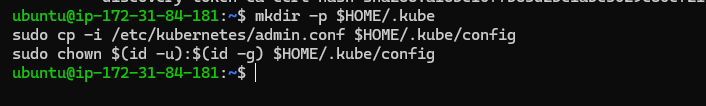 ubuntu@ip-172-31-84-181:~$ mkdir -p $HOME/.kube
sudo cp -i /etc/kubernetes/admin.conf $HOME/.kube/config
sudo chown $(id -u):$(id -g) $HOME/.kube/config
ubuntu@ip-172-31-84-181:~$